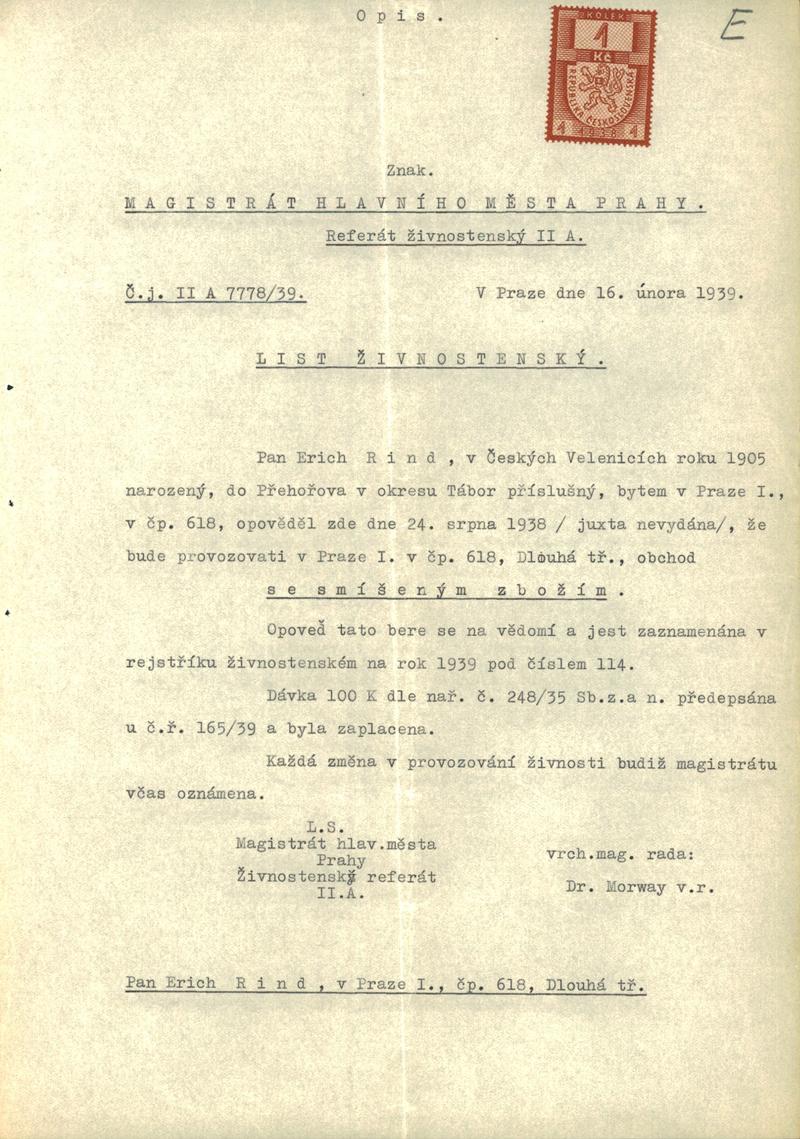 O p i s .
E
KOLEK
1
Kč
REPUBLIKA ČESKOSLOVENSKÁ
1 1938 1
Znak.
M A G I S T R Á T  H L A V N Í H O  M Ě S T A  P R A H Y .
Referát živnostenský II A.
Č.j. II A 7778/39. V Praze dne 16. února 1939.
L I S T  Ž I V N O S T E N S K Ý .
Pan Erich R i n d , v Českých Velenicích roku 1905
narozený, do Přehořova v okresu Tábor příslušný, bytem v Praze I.,
v čp. 618, opověděl zde dne 24. srpna 1938 / juxta nevydána/, že
bude provozovati v Praze I. v čp. 618, Dlouhá tř., obchod
s e  s m í š e n ý m  z b o ž í m .
Opověď tato bere se na vědomí a jest zaznamenána v
rejstříku živnostenském na rok 1939 pod číslem 114.
Dávka 100 K dle nař. č. 248/35 Sb.z.a n. předepsána
u č.ř. 165/39 a byla zaplacena.
Každá změna v provozování živnosti budiž magistrátu
včas oznámena.
L.S.
Magistrát hlav.města
Prahy
Živnostenský referát
II.A.
vrch.mag. rada:
Dr. Morway v.r.
Pan Erich R i n d , v Praze I., čp. 618, Dlouhá tř.